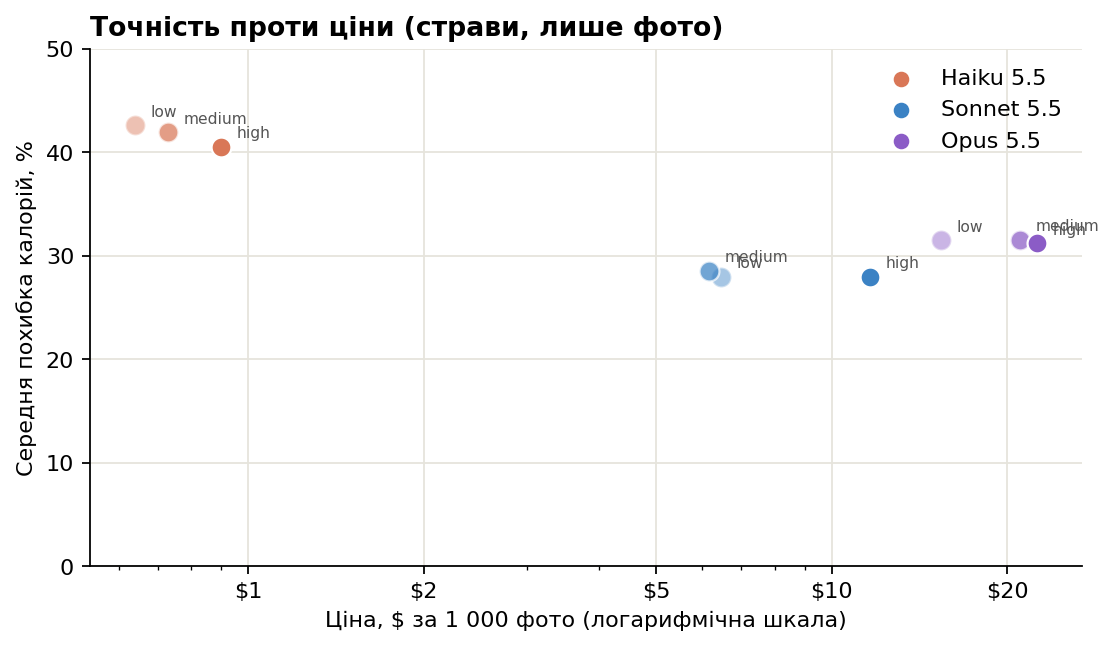 Точність проти ціни (страви, лише фото)
50
40
30
20
10
0
Середня похибка калорій, %
low
medium
high
medium
low
high
low
medium
high
Haiku 5.5
Sonnet 5.5
Opus 5.5
$1
$2
$5
$10
$20
Ціна, $ за 1 000 фото (логарифмічна шкала)